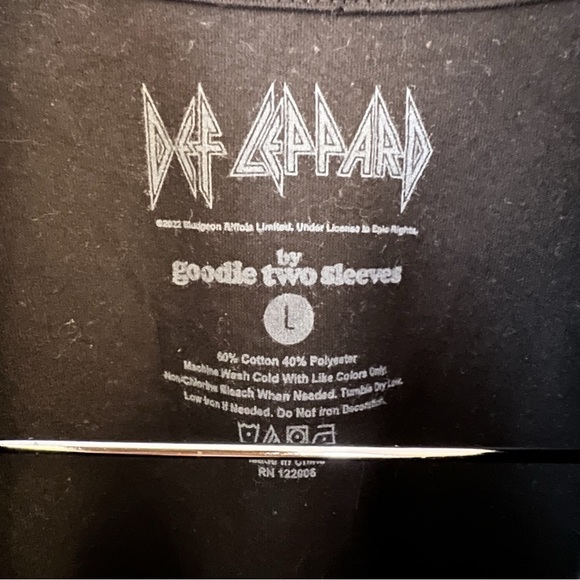 DEF LEPPARD
©2022 Bludgeon Riffola Limited. Under License to Epic Rights.
by
goodie two sleeves
L
60% Cotton 40% Polyester
Machine Wash Cold With Like Colors Only.
Non/Chlorine Bleach When Needed. Tumble Dry Low.
Low Iron If Needed. Do Not Iron Decoration.
Made In China
RN 122905